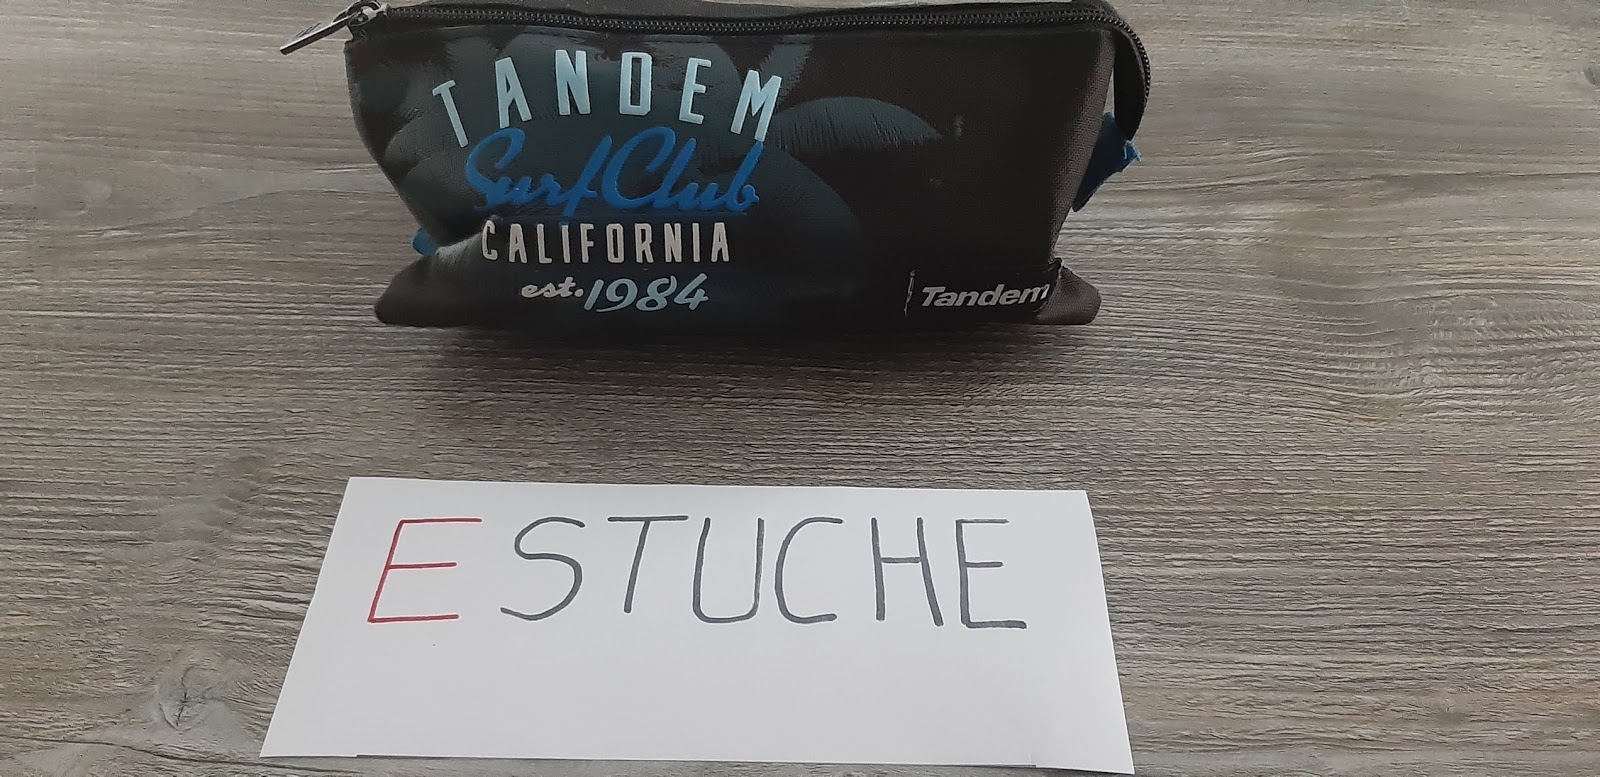 TANDEM
Surf Club
CALIFORNIA
est. 1984
Tandem
ESTUCHE